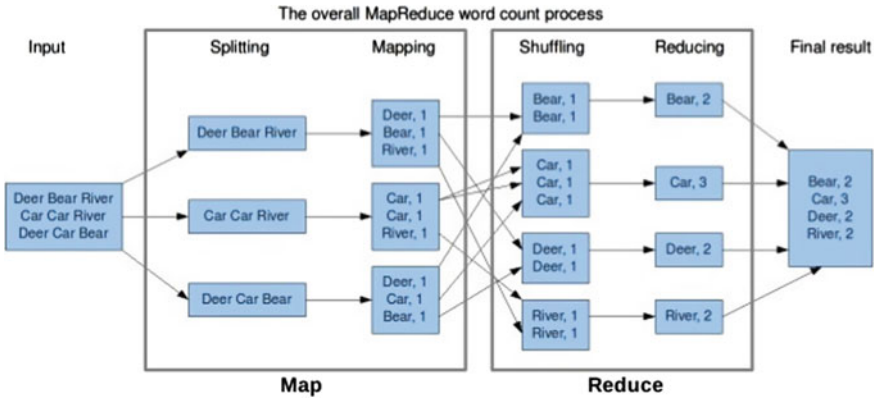 The overall MapReduce word count process
Input
Splitting
Mapping
Shuffling
Reducing
Final result
Deer Bear River
Car Car River
Deer Car Bear
Deer Bear River
Car Car River
Deer Car Bear
Deer, 1
Bear, 1
River, 1
Car, 1
Car, 1
River, 1
Deer, 1
Car, 1
Bear, 1
Bear, 1
Bear, 1
Car, 1
Car, 1
Car, 1
Deer, 1
Deer, 1
River, 1
River, 1
Bear, 2
Car, 3
Deer, 2
River, 2
Bear, 2
Car, 3
Deer, 2
River, 2
Map
Reduce